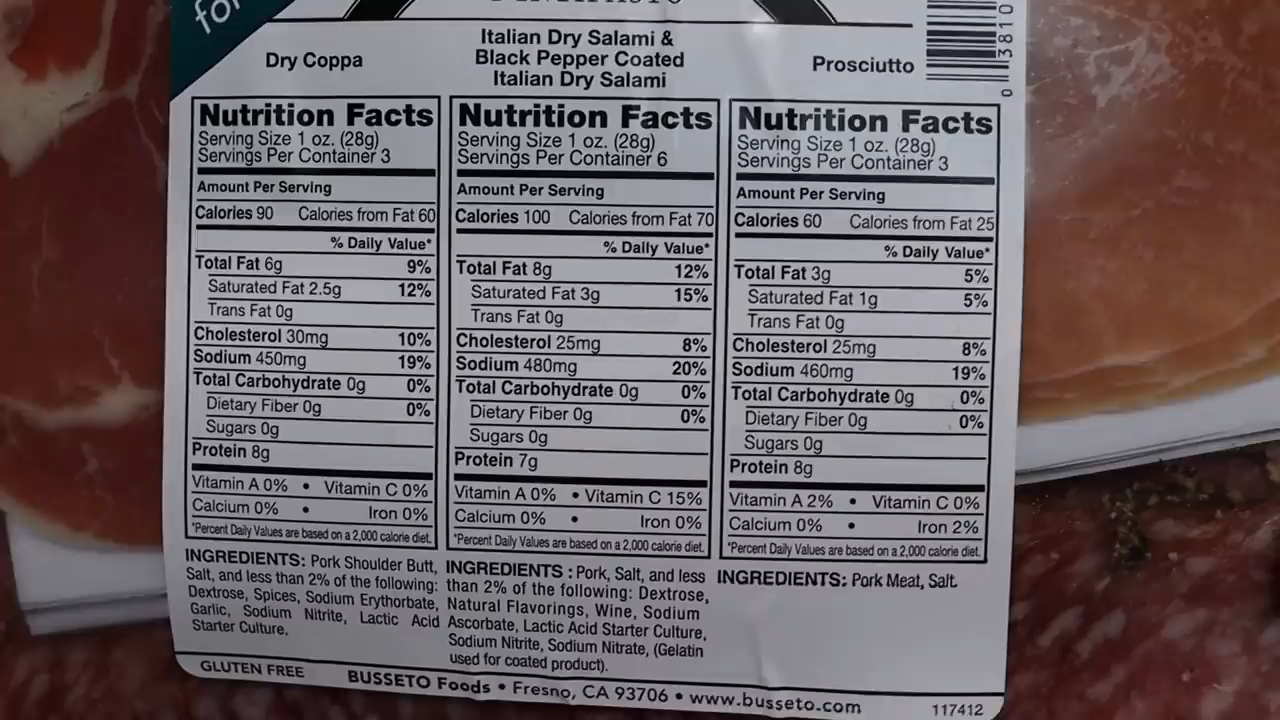 for
Dry Coppa
Italian Dry Salami &
Black Pepper Coated
Italian Dry Salami
Prosciutto
0 3810
Nutrition Facts
Serving Size 1 oz. (28g)
Servings Per Container 3
Amount Per Serving
Calories 90 Calories from Fat 60
% Daily Value*
Total Fat 6g 9%
Saturated Fat 2.5g 12%
Trans Fat 0g
Cholesterol 30mg 10%
Sodium 450mg 19%
Total Carbohydrate 0g 0%
Dietary Fiber 0g 0%
Sugars 0g
Protein 8g
Vitamin A 0% • Vitamin C 0%
Calcium 0% • Iron 0%
*Percent Daily Values are based on a 2,000 calorie diet.
INGREDIENTS: Pork Shoulder Butt,
Salt, and less than 2% of the following:
Dextrose, Spices, Sodium Erythorbate,
Garlic, Sodium Nitrite, Lactic Acid
Starter Culture.
Nutrition Facts
Serving Size 1 oz. (28g)
Servings Per Container 6
Amount Per Serving
Calories 100 Calories from Fat 70
% Daily Value*
Total Fat 8g 12%
Saturated Fat 3g 15%
Trans Fat 0g
Cholesterol 25mg 8%
Sodium 480mg 20%
Total Carbohydrate 0g 0%
Dietary Fiber 0g 0%
Sugars 0g
Protein 7g
Vitamin A 0% • Vitamin C 15%
Calcium 0% • Iron 0%
*Percent Daily Values are based on a 2,000 calorie diet.
INGREDIENTS : Pork, Salt, and less
than 2% of the following: Dextrose,
Natural Flavorings, Wine, Sodium
Ascorbate, Lactic Acid Starter Culture,
Sodium Nitrite, Sodium Nitrate, (Gelatin
used for coated product).
Nutrition Facts
Serving Size 1 oz. (28g)
Servings Per Container 3
Amount Per Serving
Calories 60 Calories from Fat 25
% Daily Value*
Total Fat 3g 5%
Saturated Fat 1g 5%
Trans Fat 0g
Cholesterol 25mg 8%
Sodium 460mg 19%
Total Carbohydrate 0g 0%
Dietary Fiber 0g 0%
Sugars 0g
Protein 8g
Vitamin A 2% • Vitamin C 0%
Calcium 0% • Iron 2%
*Percent Daily Values are based on a 2,000 calorie diet.
INGREDIENTS: Pork Meat, Salt.
GLUTEN FREE BUSSETO Foods • Fresno, CA 93706 • www.busseto.com 117412